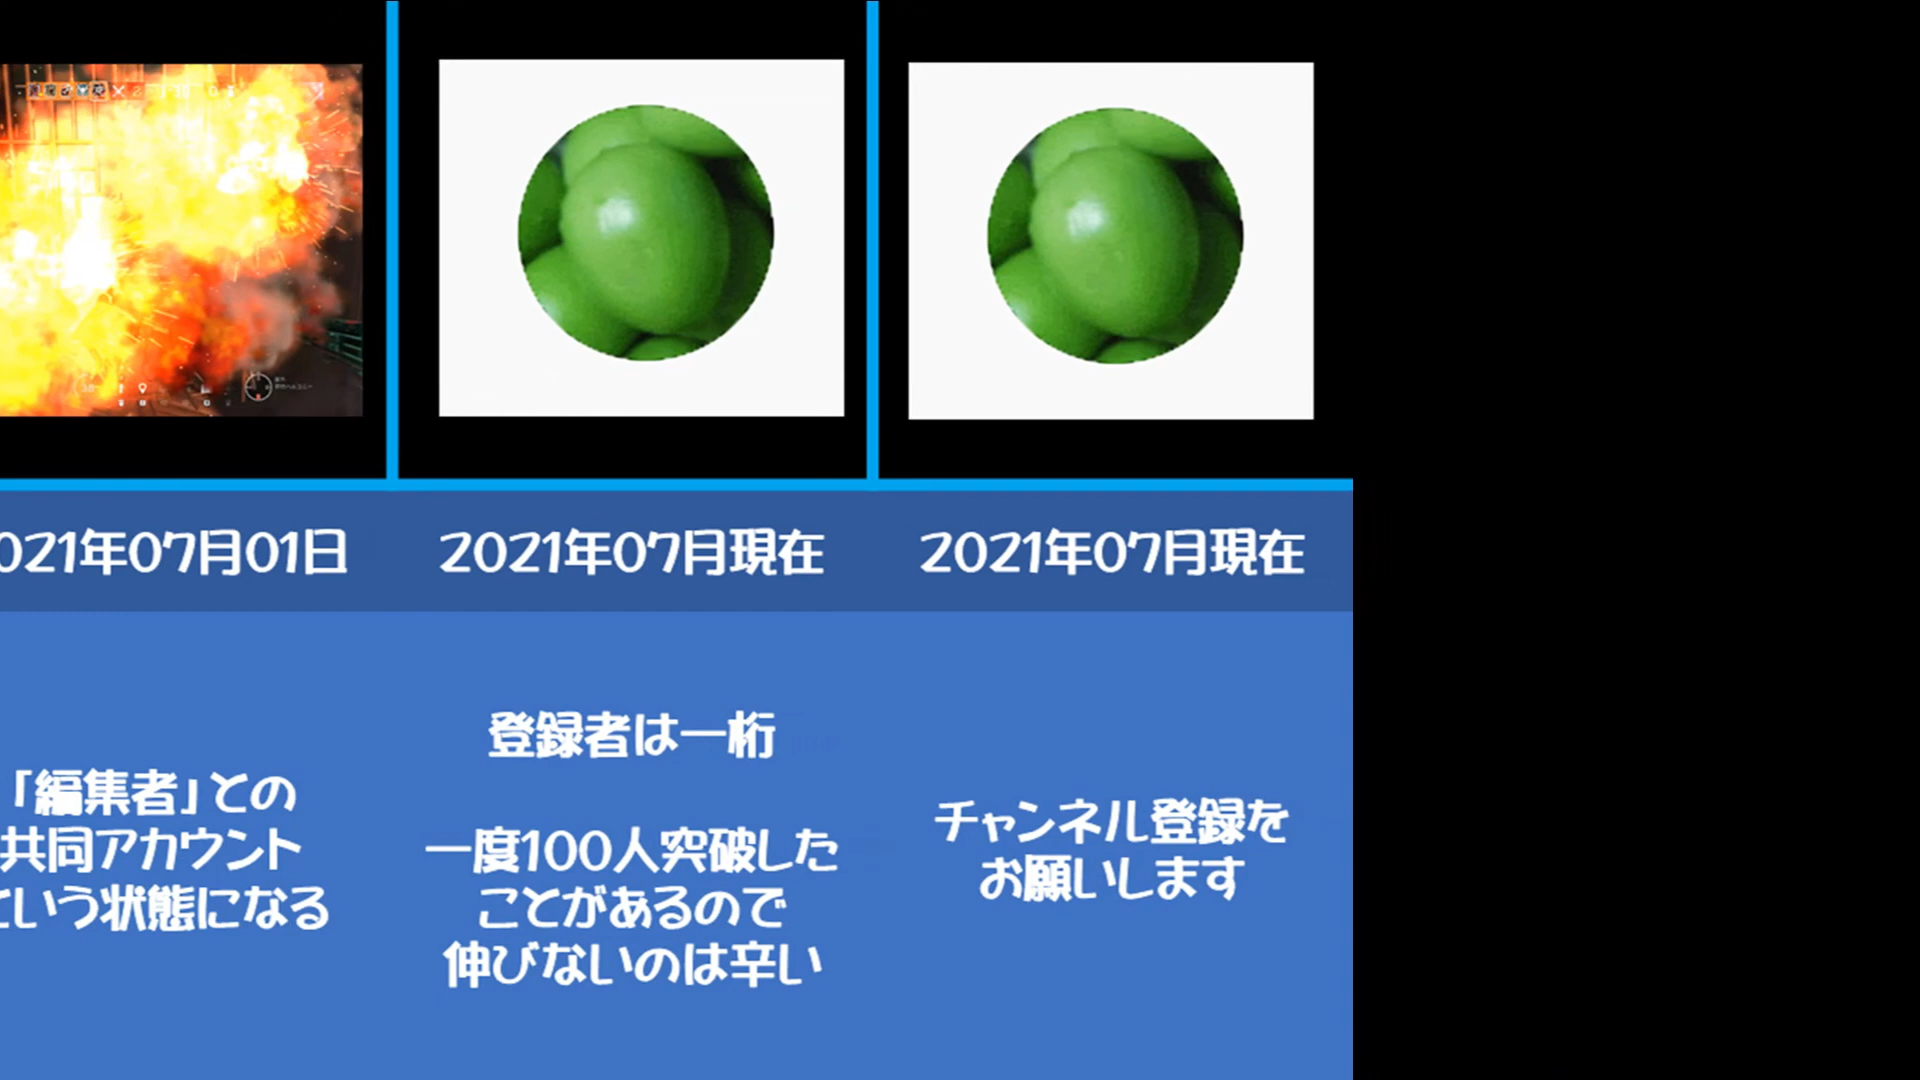 021年07月01日
「編集者」との
共同アカウント
という状態になる
2021年07月現在
登録者は一桁
一度100人突破した
ことがあるので
伸びないのは辛い
2021年07月現在
チャンネル登録を
お願いします